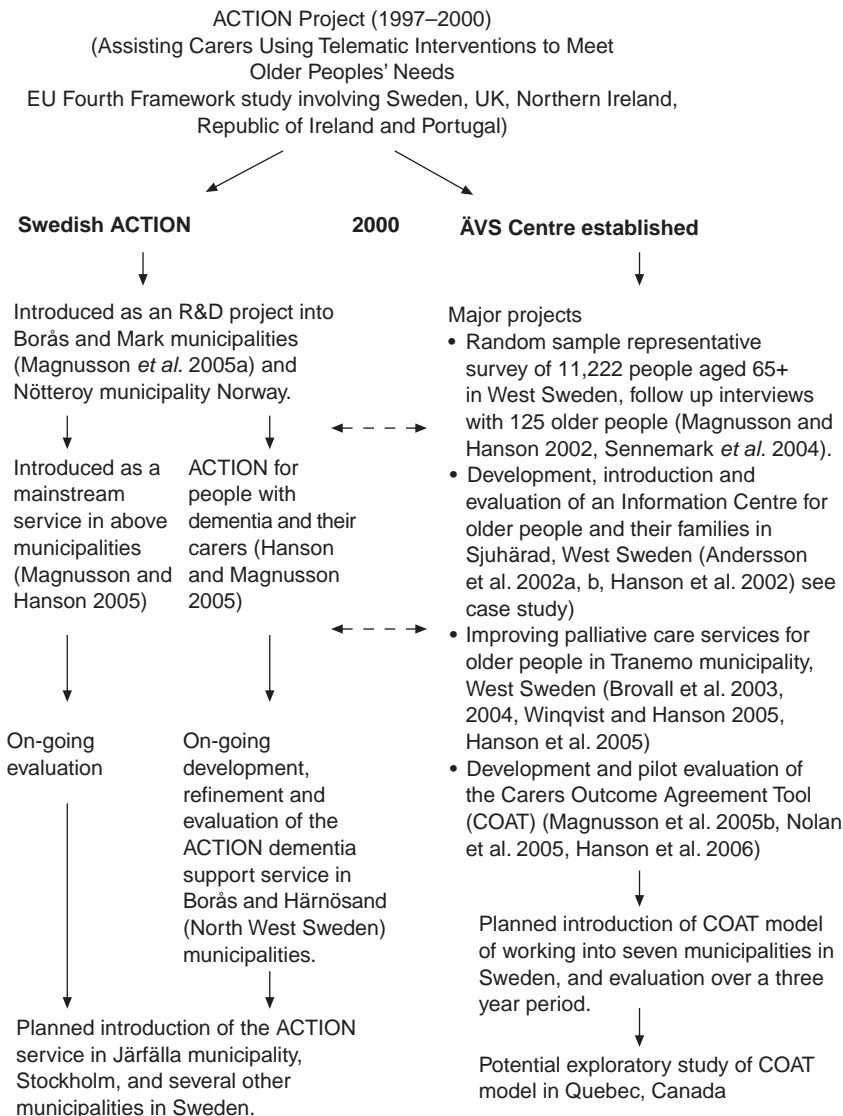 ACTION Project (1997–2000)
(Assisting Carers Using Telematic Interventions to Meet
Older Peoples’ Needs
EU Fourth Framework study involving Sweden, UK, Northern Ireland,
Republic of Ireland and Portugal)
Swedish ACTION 2000 ÄVS Centre established
Introduced as an R&D project into
Borås and Mark municipalities
(Magnusson et al. 2005a) and
Nötteroy municipality Norway.
Introduced as a
mainstream
service in above
municipalities
(Magnusson and
Hanson 2005)
ACTION for
people with
dementia and their
carers (Hanson
and Magnusson
2005)
On-going
evaluation
On-going
development,
refinement and
evaluation of the
ACTION dementia
support service in
Borås and Härnösand
(North West Sweden)
municipalities.
Planned introduction of the ACTION
service in Järfälla municipality,
Stockholm, and several other
municipalities in Sweden.
Major projects
• Random sample representative
survey of 11,222 people aged 65+
in West Sweden, follow up interviews
with 125 older people (Magnusson and
Hanson 2002, Sennemark et al. 2004).
• Development, introduction and
evaluation of an Information Centre for
older people and their families in
Sjuhärad, West Sweden (Andersson
et al. 2002a, b, Hanson et al. 2002) see
case study)
• Improving palliative care services for
older people in Tranemo municipality,
West Sweden (Brovall et al. 2003,
2004, Winqvist and Hanson 2005,
Hanson et al. 2005)
• Development and pilot evaluation of
the Carers Outcome Agreement Tool
(COAT) (Magnusson et al. 2005b, Nolan
et al. 2005, Hanson et al. 2006)
Planned introduction of COAT model
of working into seven municipalities in
Sweden, and evaluation over a three
year period.
Potential exploratory study of COAT
model in Quebec, Canada